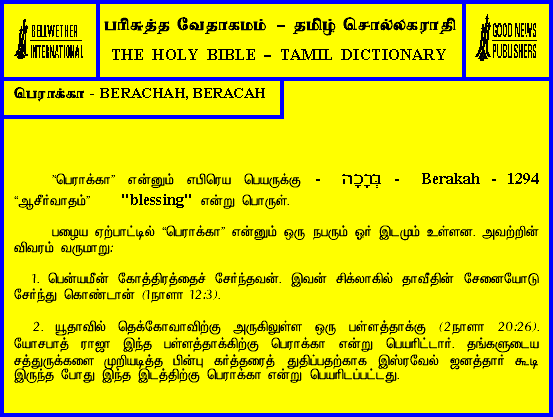 BELLWETHER
INTERNATIONAL
பரிசுத்த வேதாகமம் – தமிழ் சொல்லகராதி
THE HOLY BIBLE – TAMIL DICTIONARY
GOOD NEWS
PUBLISHERS
பெராக்கா - BERACHAH, BERACAH
”பெராக்கா” என்னும் எபிரெய பெயருக்கு - בְּרָכָה - Berakah - 1294
“ஆசீர்வாதம்” "blessing" என்று பொருள்.
பழைய ஏற்பாட்டில் “பெராக்கா” என்னும் ஒரு நபரும் ஓர் இடமும் உள்ளன. அவற்றின்
விவரம் வருமாறு:
1. பென்யமீன் கோத்திரத்தைச் சேர்ந்தவன். இவன் சிக்லாகில் தாவீதின் சேனையோடு
சேர்ந்து கொண்டான் (1நாளா 12:3).
2. யூதாவில் தெக்கோவாவிற்கு அருகிலுள்ள ஒரு பள்ளத்தாக்கு (2நாளா 20:26).
யோசபாத் ராஜா இந்த பள்ளத்தாக்கிற்கு பெராக்கா என்று பெயரிட்டார். தங்களுடைய
சத்துருக்களை முறியடித்த பின்பு கர்த்தரைத் துதிப்பதற்காக இஸ்ரவேல் ஜனத்தார் கூடி
இருந்த போது இந்த இடத்திற்கு பெராக்கா என்று பெயரிடப்பட்டது.